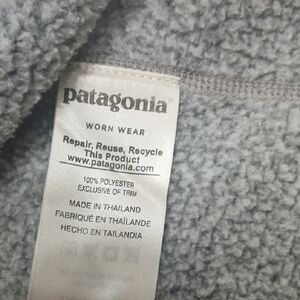 patagonia
WORN WEAR
Repair, Reuse, Recycle
This Product
www.patagonia.com
100% POLYESTER
EXCLUSIVE OF TRIM
MADE IN THAILAND
FABRIQUÉ EN THAÏLANDE
HECHO EN TAILANDIA